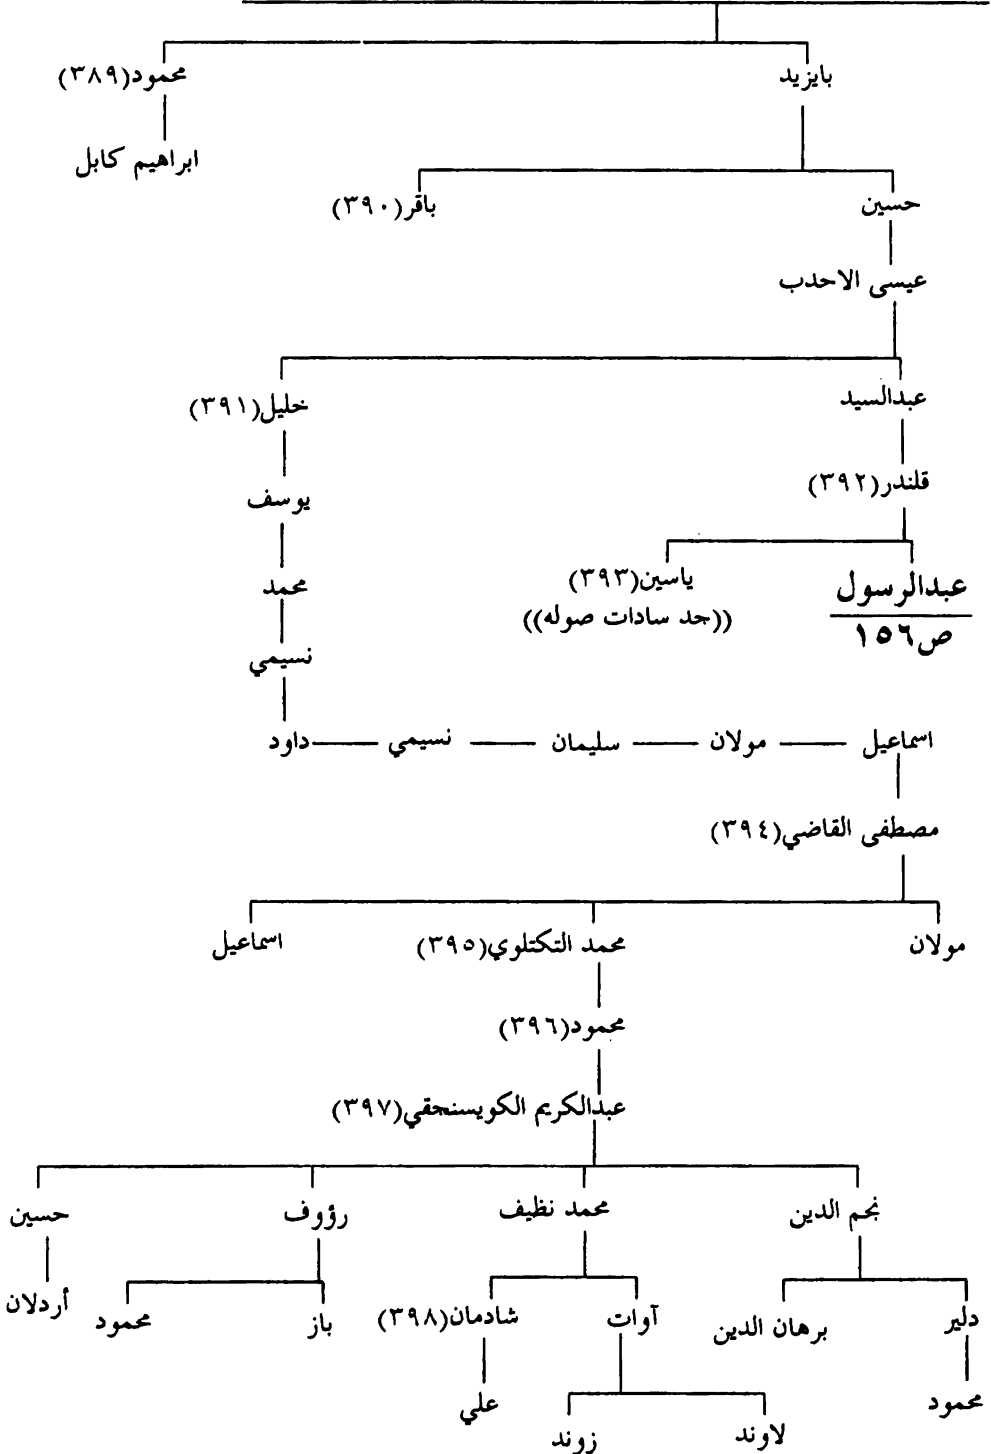 بايزيد
محمود(٣٨٩)
ابراهيم كابل
حسين
باقر(٣٩٠)
عيسى الاحدب
عبدالسيد
خليل(٣٩١)
قلندر(٣٩٢)
يوسف
عبدالرسول
ص١٥٦
ياسين(٣٩٣)
((جد سادات صوله))
محمد
نسيمي
اسماعيل
مولان
سليمان
نسيمي
داود
مصطفى القاضي(٣٩٤)
مولان
محمد التكتلوي(٣٩٥)
اسماعيل
محمود(٣٩٦)
عبدالكريم الكويسنجقي(٣٩٧)
نجم الدين
محمد نظيف
رؤوف
حسين
دلير
برهان الدين
آوات
شادمان(٣٩٨)
باز
محمود
أردلان
محمود
علي
لاوند
زوند